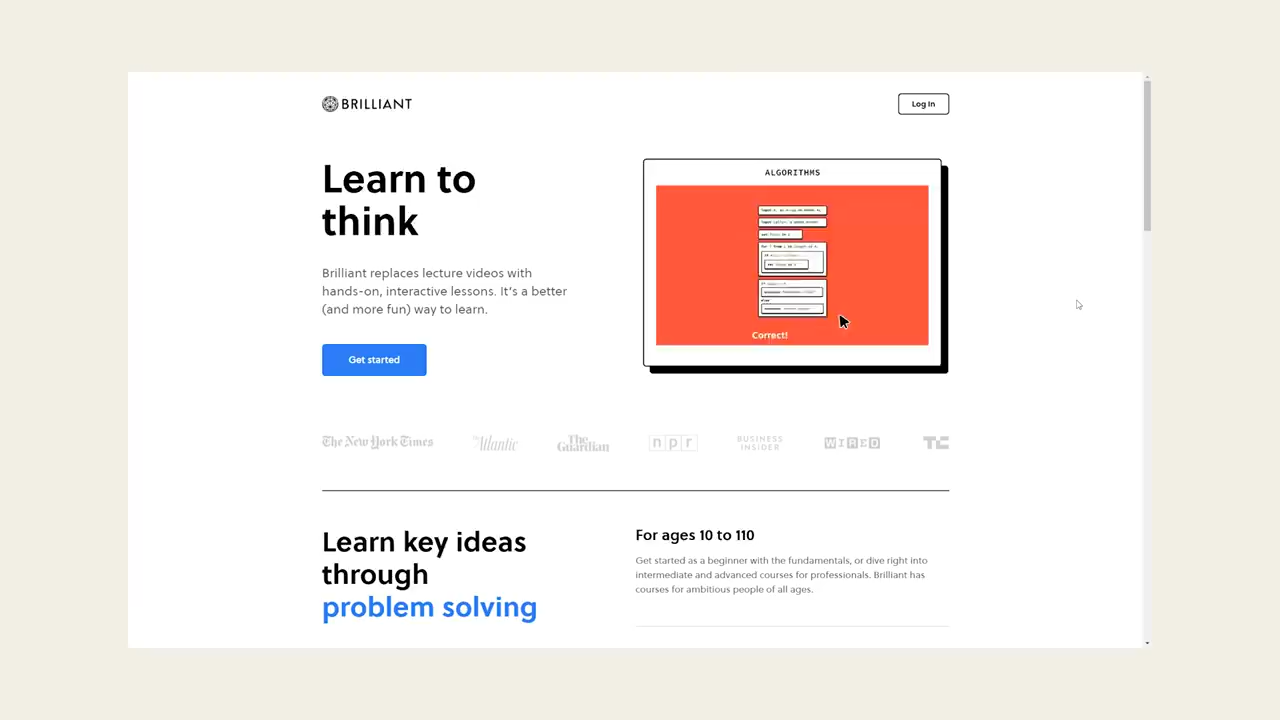 BRILLIANT
Log In
Learn to
think
Brilliant replaces lecture videos with
hands-on, interactive lessons. It's a better
(and more fun) way to learn.
Get started
ALGORITHMS
Correct!
The New York Times
The Atlantic
The
Guardian
npr
BUSINESS
INSIDER
WIRED
TC
Learn key ideas
through
problem solving
For ages 10 to 110
Get started as a beginner with the fundamentals, or dive right into
intermediate and advanced courses for professionals. Brilliant has
courses for ambitious people of all ages.